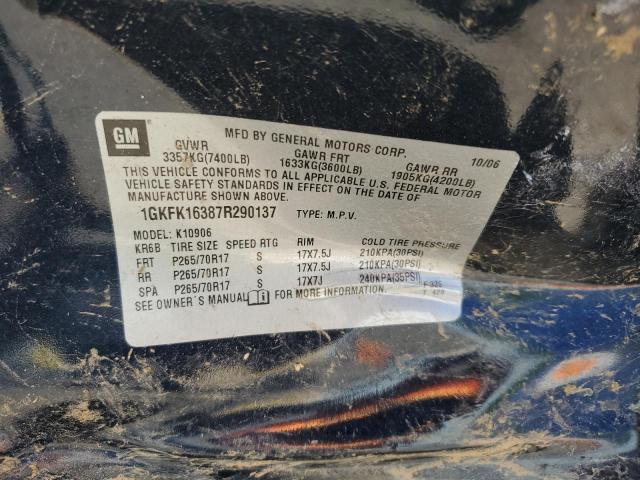 GM
MFD BY GENERAL MOTORS CORP. 10/06
GVWR GAWR FRT GAWR RR
3357KG(7400LB) 1633KG(3600LB) 1905KG(4200LB)
THIS VEHICLE CONFORMS TO ALL APPLICABLE U.S. FEDERAL MOTOR
VEHICLE SAFETY STANDARDS IN EFFECT ON THE DATE OF
MANUFACTURE SHOWN ABOVE.
1GKFK16387R290137 TYPE: M.P.V.
MODEL: K10906
KR6B TIRE SIZE SPEED RTG RIM COLD TIRE PRESSURE
FRT P265/70R17 S 17X7.5J 210KPA(30PSI)
RR P265/70R17 S 17X7.5J 210KPA(30PSI)
SPA P265/70R17 S 17X7J 240KPA(35PSI)
SEE OWNER'S MANUAL FOR MORE INFORMATION.